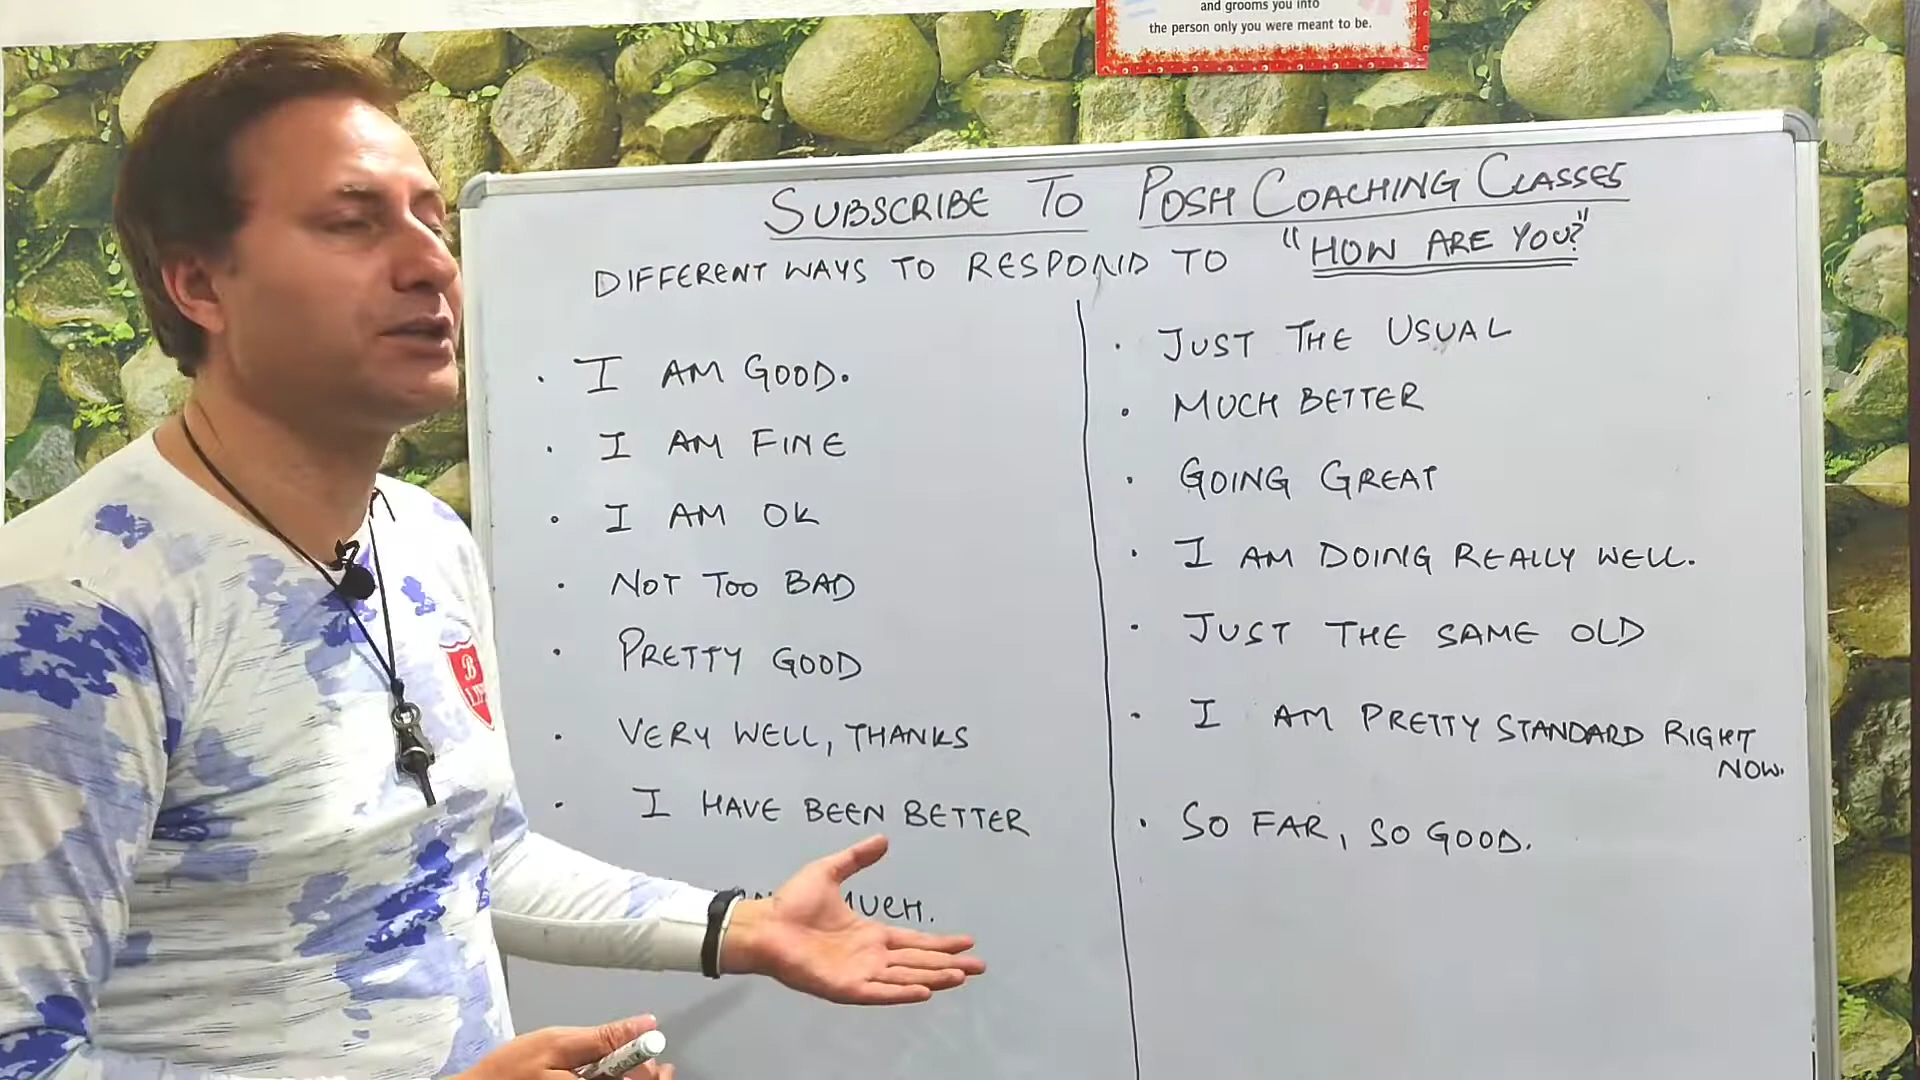 and grooms you into
the person only you were meant to be.
SUBSCRIBE TO POSH COACHING CLASSES
DIFFERENT WAYS TO RESPOND TO "HOW ARE YOU?"
• I AM GOOD.
• I AM FINE
• I AM OK
• NOT TOO BAD
• PRETTY GOOD
• VERY WELL, THANKS
• I HAVE BEEN BETTER
MUCH.
• JUST THE USUAL
• MUCH BETTER
• GOING GREAT
• I AM DOING REALLY WELL.
• JUST THE SAME OLD
• I AM PRETTY STANDARD RIGHT
NOW.
• SO FAR, SO GOOD.
B